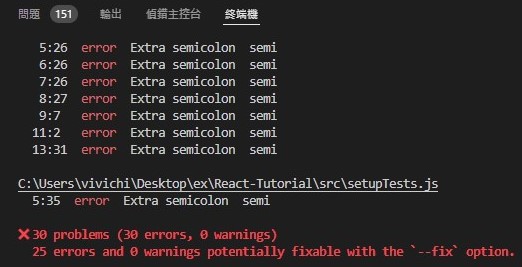 問題 151 輸出 偵錯主控台 終端機
5:26 error Extra semicolon semi
6:26 error Extra semicolon semi
7:26 error Extra semicolon semi
8:27 error Extra semicolon semi
9:7 error Extra semicolon semi
11:2 error Extra semicolon semi
13:31 error Extra semicolon semi
C:\Users\vivichi\Desktop\ex\React-Tutorial\src\setupTests.js
5:35 error Extra semicolon semi
❌ 30 problems (30 errors, 0 warnings)
25 errors and 0 warnings potentially fixable with the `--fix` option.